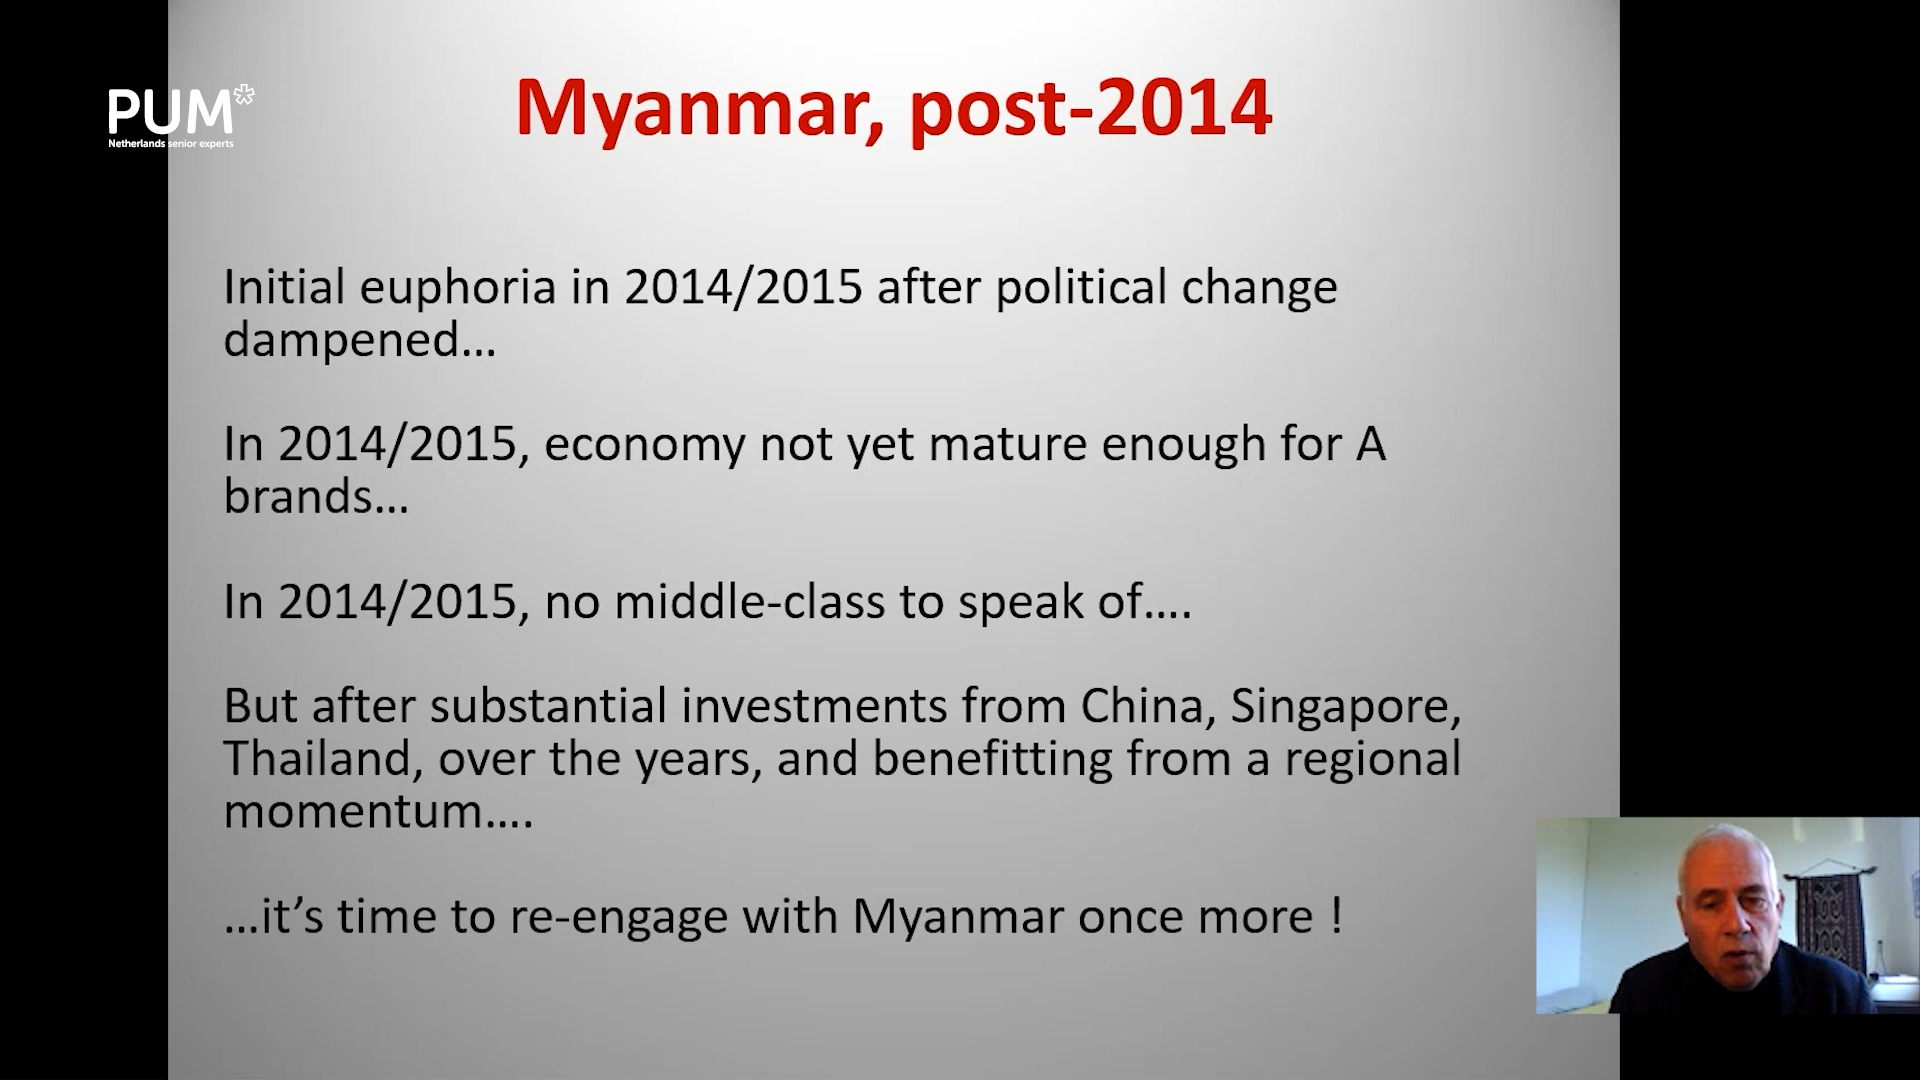 PUM
Netherlands senior experts
Myanmar, post-2014
Initial euphoria in 2014/2015 after political change
dampened…
In 2014/2015, economy not yet mature enough for A
brands…
In 2014/2015, no middle-class to speak of….
But after substantial investments from China, Singapore,
Thailand, over the years, and benefitting from a regional
momentum….
…it’s time to re-engage with Myanmar once more !